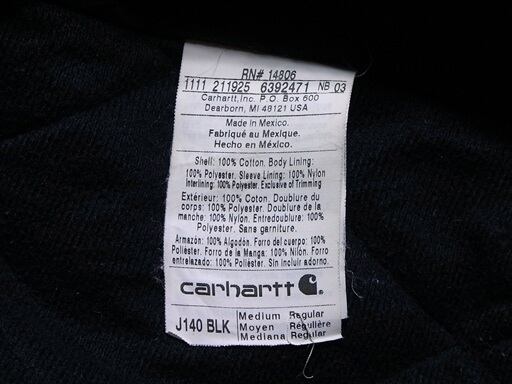 RN# 14806
1111 211925 6392471 NB 03
Carhartt,Inc. P.O. Box 600
Dearborn, MI 48121 USA
Made in Mexico.
Fabriqué au Mexique.
Hecho en México.
Shell: 100% Cotton. Body Lining:
100% Polyester. Sleeve Lining: 100% Nylon
Interlining: 100% Polyester. Exclusive of Trimming
Extérieur: 100% Coton. Doublure du
corps: 100% Polyester. Doublure de la
manche: 100% Nylon. Entredoublure: 100%
Polyester. Sans garniture.
Armazón: 100% Algodón. Forro del cuerpo: 100%
Poliéster. Forro de la Manga: 100% Nilón. Forro
entrelazado: 100% Poliéster. Sin incluir adorno.
carhartt
J140 BLK
Medium Regular
Moyen Régulière
Mediana Regular